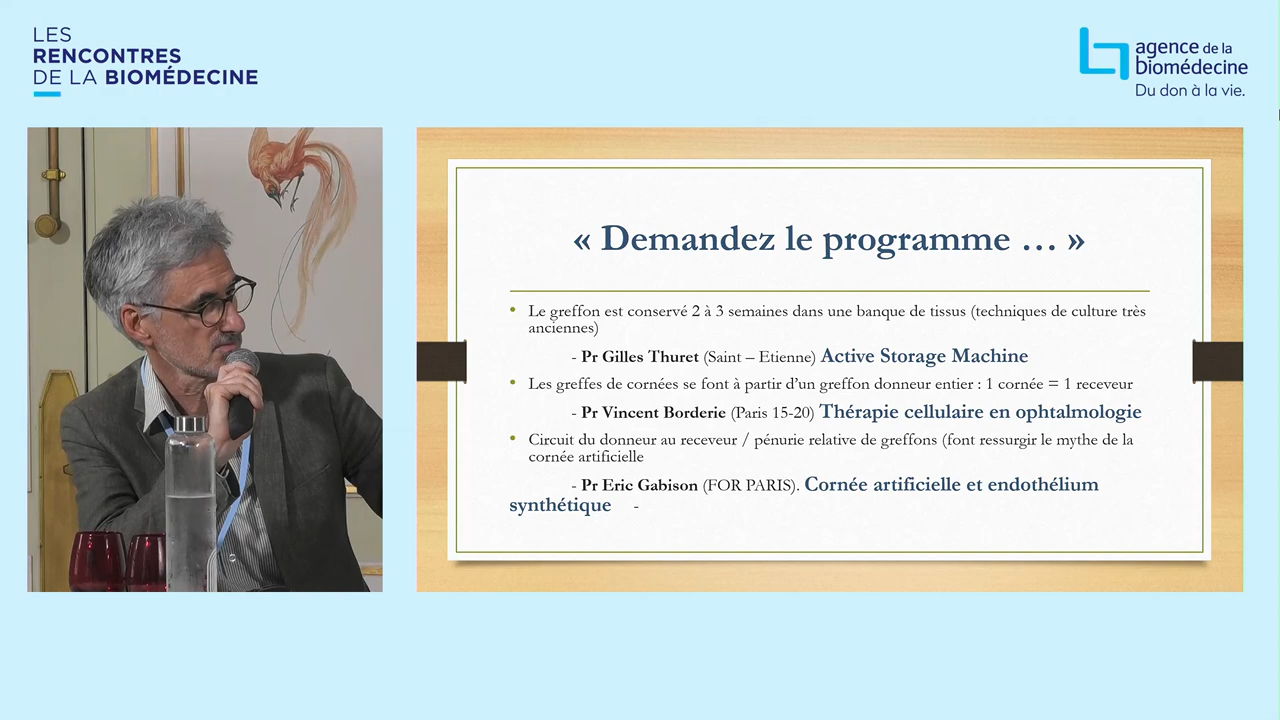 LES
RENCONTRES
DE LA BIOMÉDECINE
agence de la
biomédecine
Du don à la vie.
« Demandez le programme … »
• Le greffon est conservé 2 à 3 semaines dans une banque de tissus (techniques de culture très
anciennes)
- Pr Gilles Thuret (Saint – Etienne) Active Storage Machine
• Les greffes de cornées se font à partir d'un greffon donneur entier : 1 cornée = 1 receveur
- Pr Vincent Borderie (Paris 15-20) Thérapie cellulaire en ophtalmologie
• Circuit du donneur au receveur / pénurie relative de greffons (font ressurgir le mythe de la
cornée artificielle
- Pr Eric Gabison (FOR PARIS). Cornée artificielle et endothélium
synthétique -